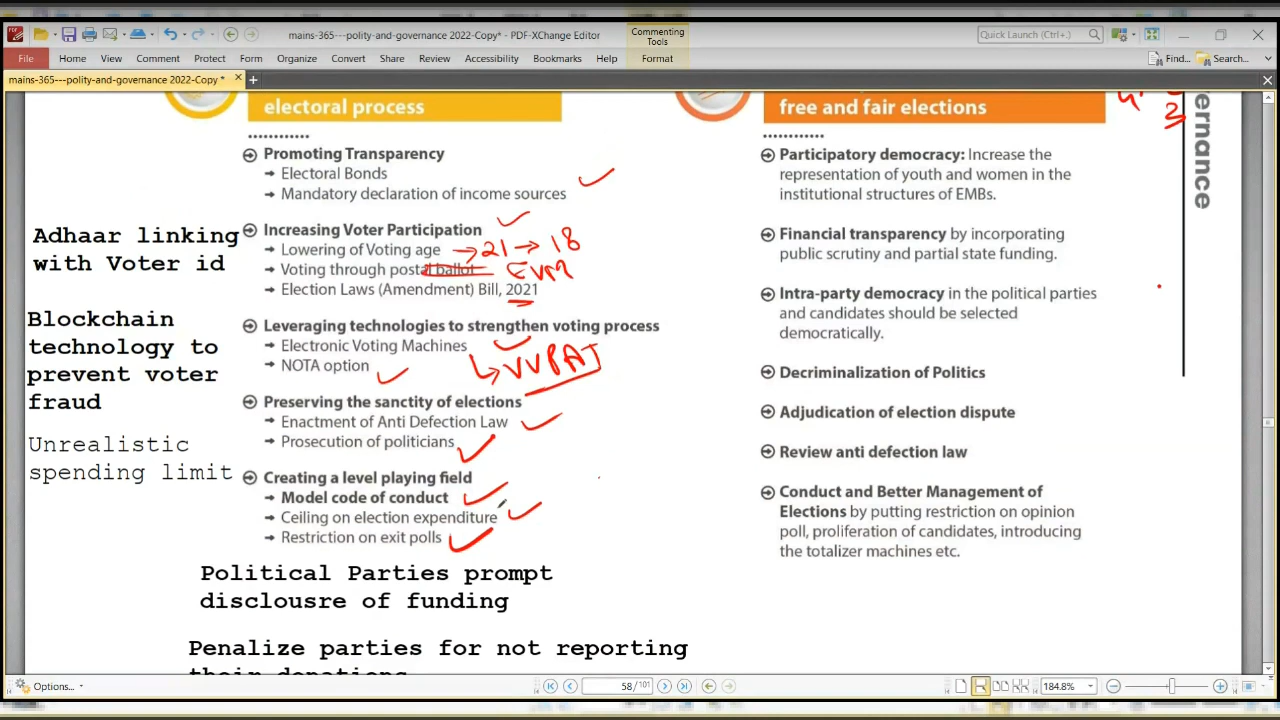 mains-365---polity-and-governance 2022-Copy* - PDF-XChange Editor
Commenting
Tools
Quick Launch (Ctrl+.)
File Home View Comment Protect Form Organize Convert Share Review Accessibility Bookmarks Help Format
Find... Search...
mains-365---polity-and-governance 2022-Copy *
electoral process
Promoting Transparency
Electoral Bonds
Mandatory declaration of income sources
Increasing Voter Participation
Lowering of Voting age → 21 → 18
Voting through postal ballot EVM
Election Laws (Amendment) Bill, 2021
Leveraging technologies to strengthen voting process
Electronic Voting Machines
VVPAT
NOTA option
Preserving the sanctity of elections
Enactment of Anti Defection Law
Prosecution of politicians
Creating a level playing field
Model code of conduct
Ceiling on election expenditure
Restriction on exit polls
Adhaar linking
with Voter id
Blockchain
technology to
prevent voter
fraud
Unrealistic
spending limit
Political Parties prompt
disclousre of funding
Penalize parties for not reporting
their donations
free and fair elections
Participatory democracy: Increase the
representation of youth and women in the
institutional structures of EMBs.
Financial transparency by incorporating
public scrutiny and partial state funding.
Intra-party democracy in the political parties
and candidates should be selected
democratically.
Decriminalization of Politics
Adjudication of election dispute
Review anti defection law
Conduct and Better Management of
Elections by putting restriction on opinion
poll, proliferation of candidates, introducing
the totalizer machines etc.
ernance
Options...
58 /101
184.8%